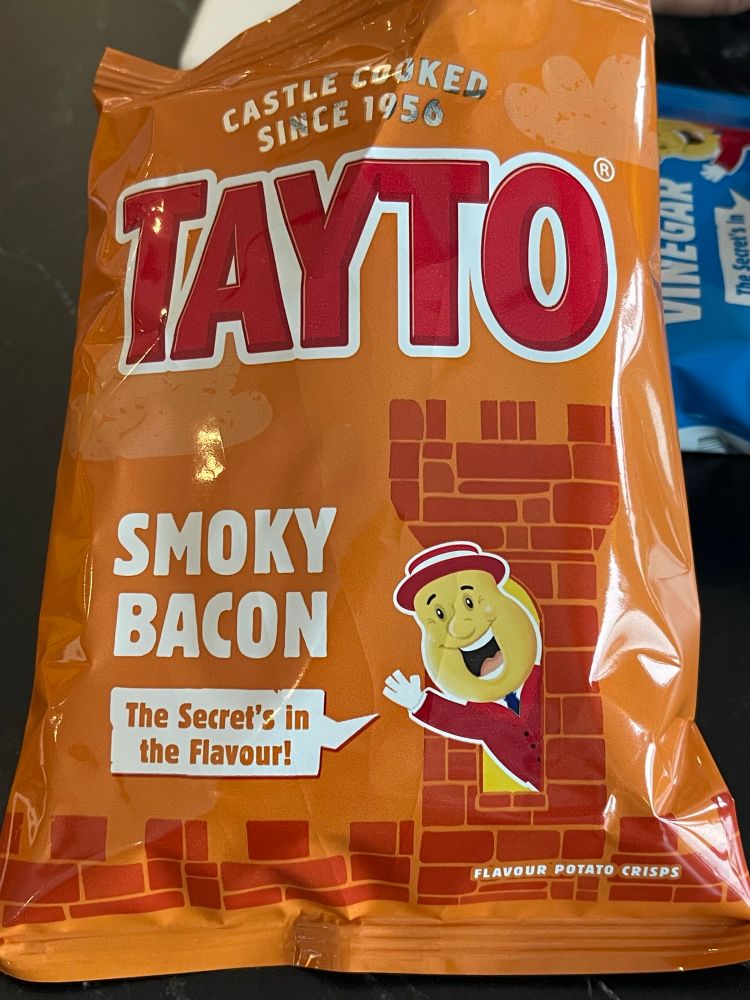 CASTLE COOKED
SINCE 1956
TAYTO®
SMOKY
BACON
The Secret's in
the Flavour!
FLAVOUR POTATO CRISPS
VINEGAR
The Secret's in